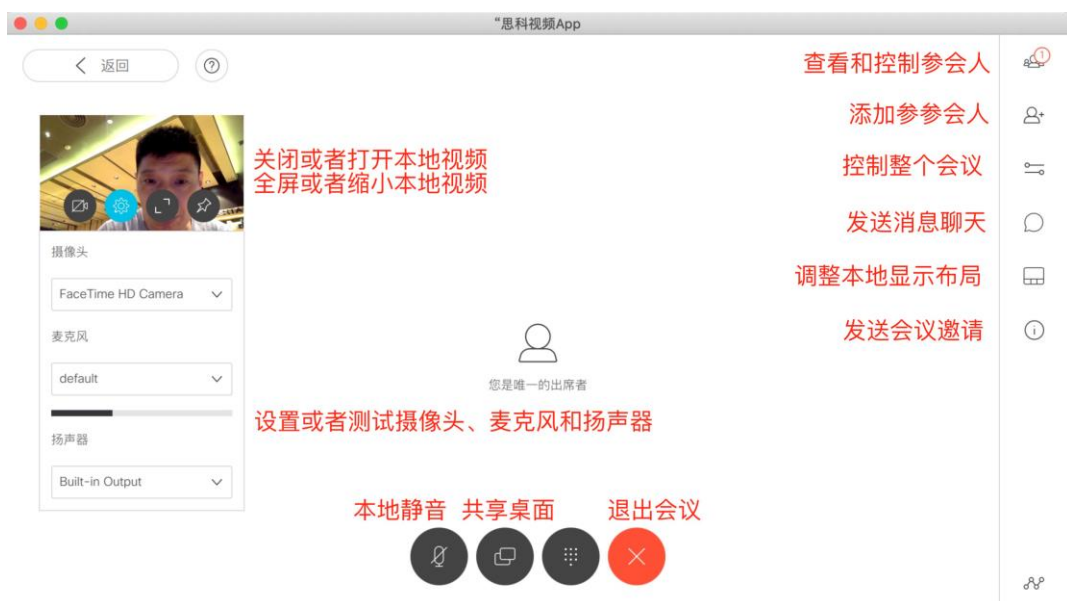 “思科视频App
返回
?
查看和控制参会人
1
添加参参会人
关闭或者打开本地视频
全屏或者缩小本地视频
控制整个会议
发送消息聊天
摄像头
FaceTime HD Camera
调整本地显示布局
麦克风
发送会议邀请
default
您是唯一的出席者
设置或者测试摄像头、麦克风和扬声器
扬声器
Built-in Output
本地静音 共享桌面 退出会议